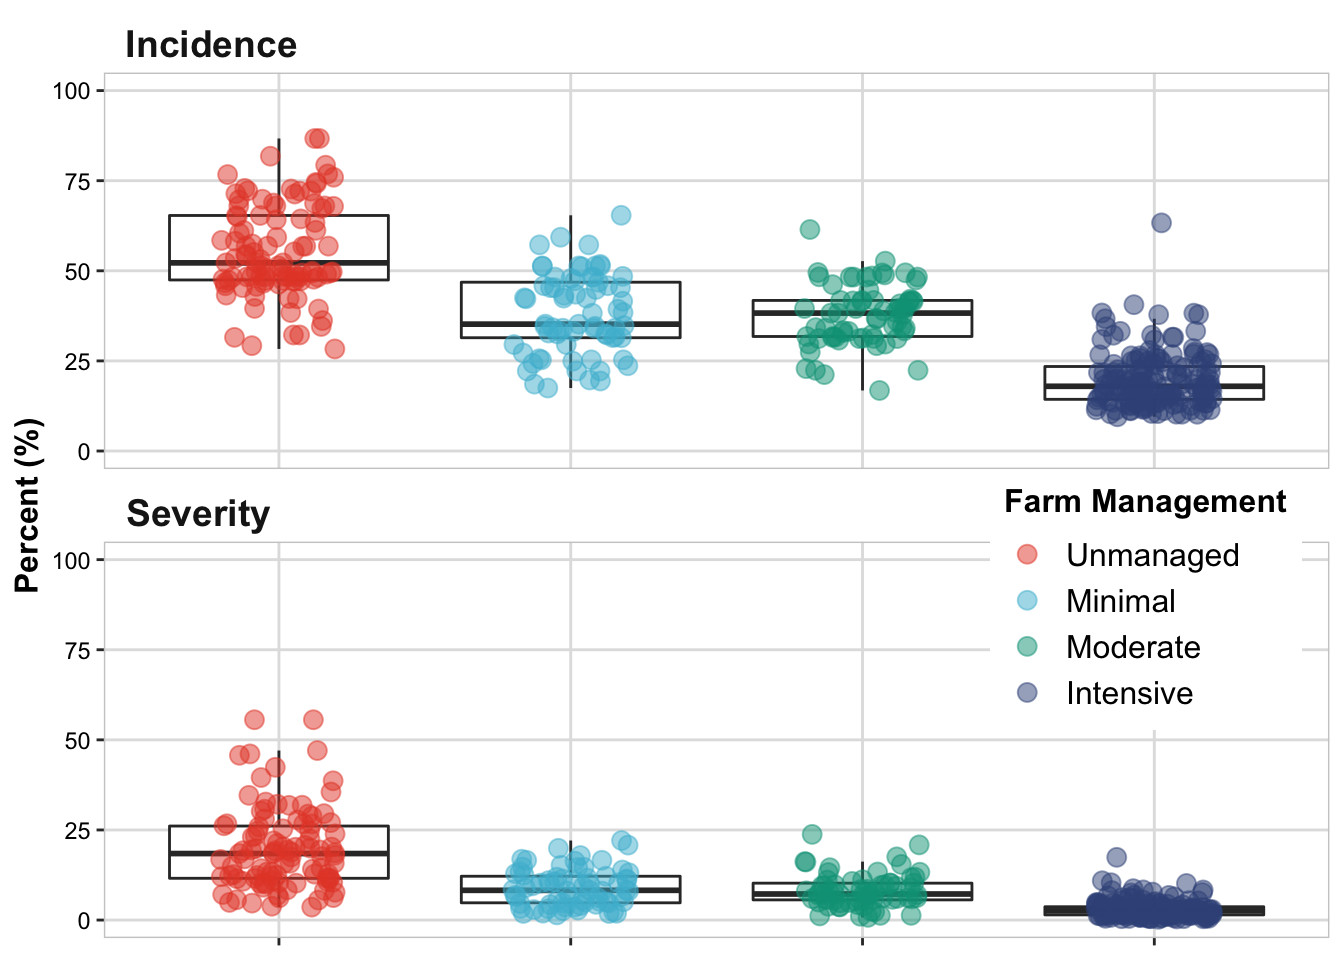 Incidence
100
75
50
25
0
Percent (%)
Severity
100
75
50
25
0
Farm Management
Unmanaged
Minimal
Moderate
Intensive